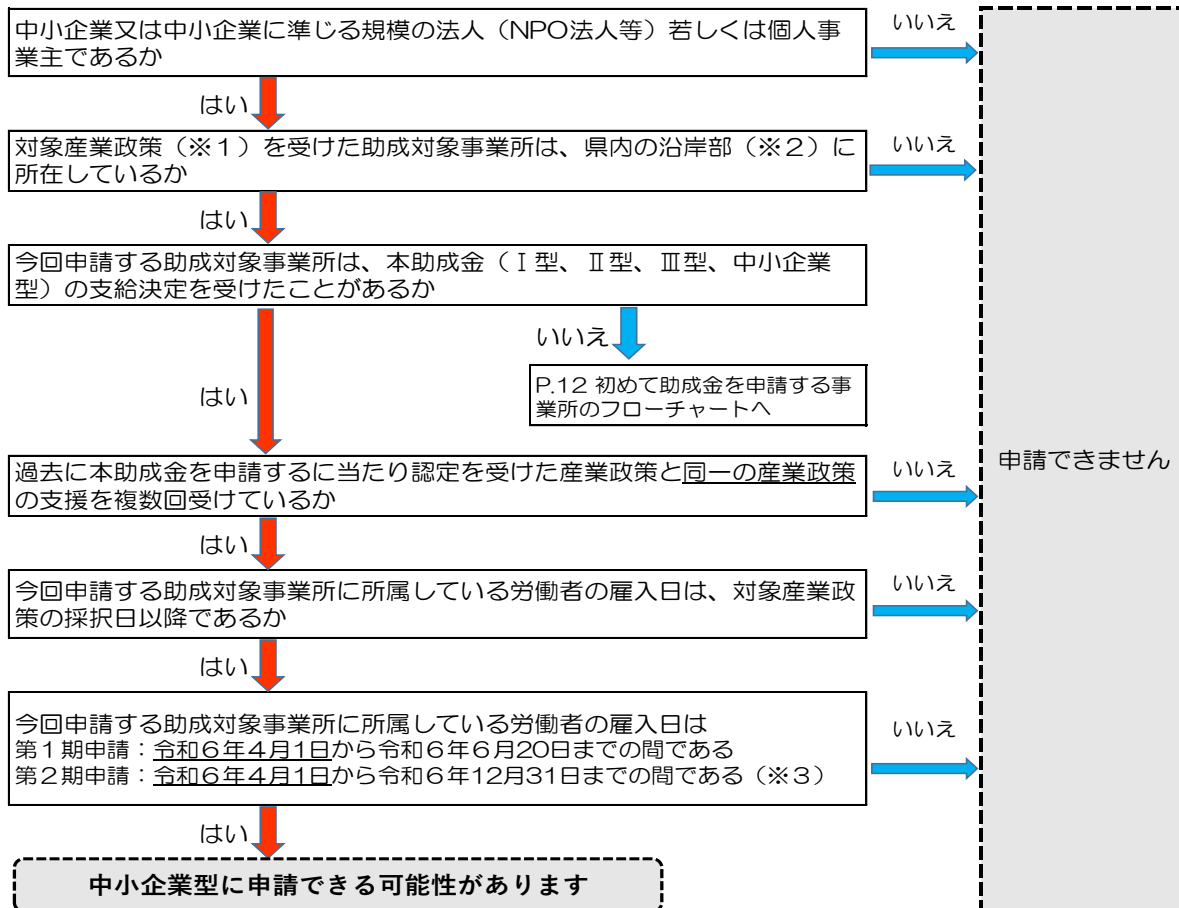 中小企業又は中小企業に準じる規模の法人（NPO法人等）若しくは個人事
業主であるか
いいえ
はい
対象産業政策（※１）を受けた助成対象事業所は、県内の沿岸部（※２）に
所在しているか
いいえ
はい
今回申請する助成対象事業所は、本助成金（Ⅰ型、Ⅱ型、Ⅲ型、中小企業
型）の支給決定を受けたことがあるか
いいえ
P.12 初めて助成金を申請する事
業所のフローチャートへ
はい
過去に本助成金を申請するに当たり認定を受けた産業政策と同一の産業政策
の支援を複数回受けているか
いいえ
申請できません
はい
今回申請する助成対象事業所に所属している労働者の雇入日は、対象産業政
策の採択日以降であるか
いいえ
はい
今回申請する助成対象事業所に所属している労働者の雇入日は
第１期申請：令和６年４月１日から令和６年６月20日までの間である
第２期申請：令和６年４月１日から令和６年12月31日までの間である（※３）
いいえ
はい
中小企業型に申請できる可能性があります